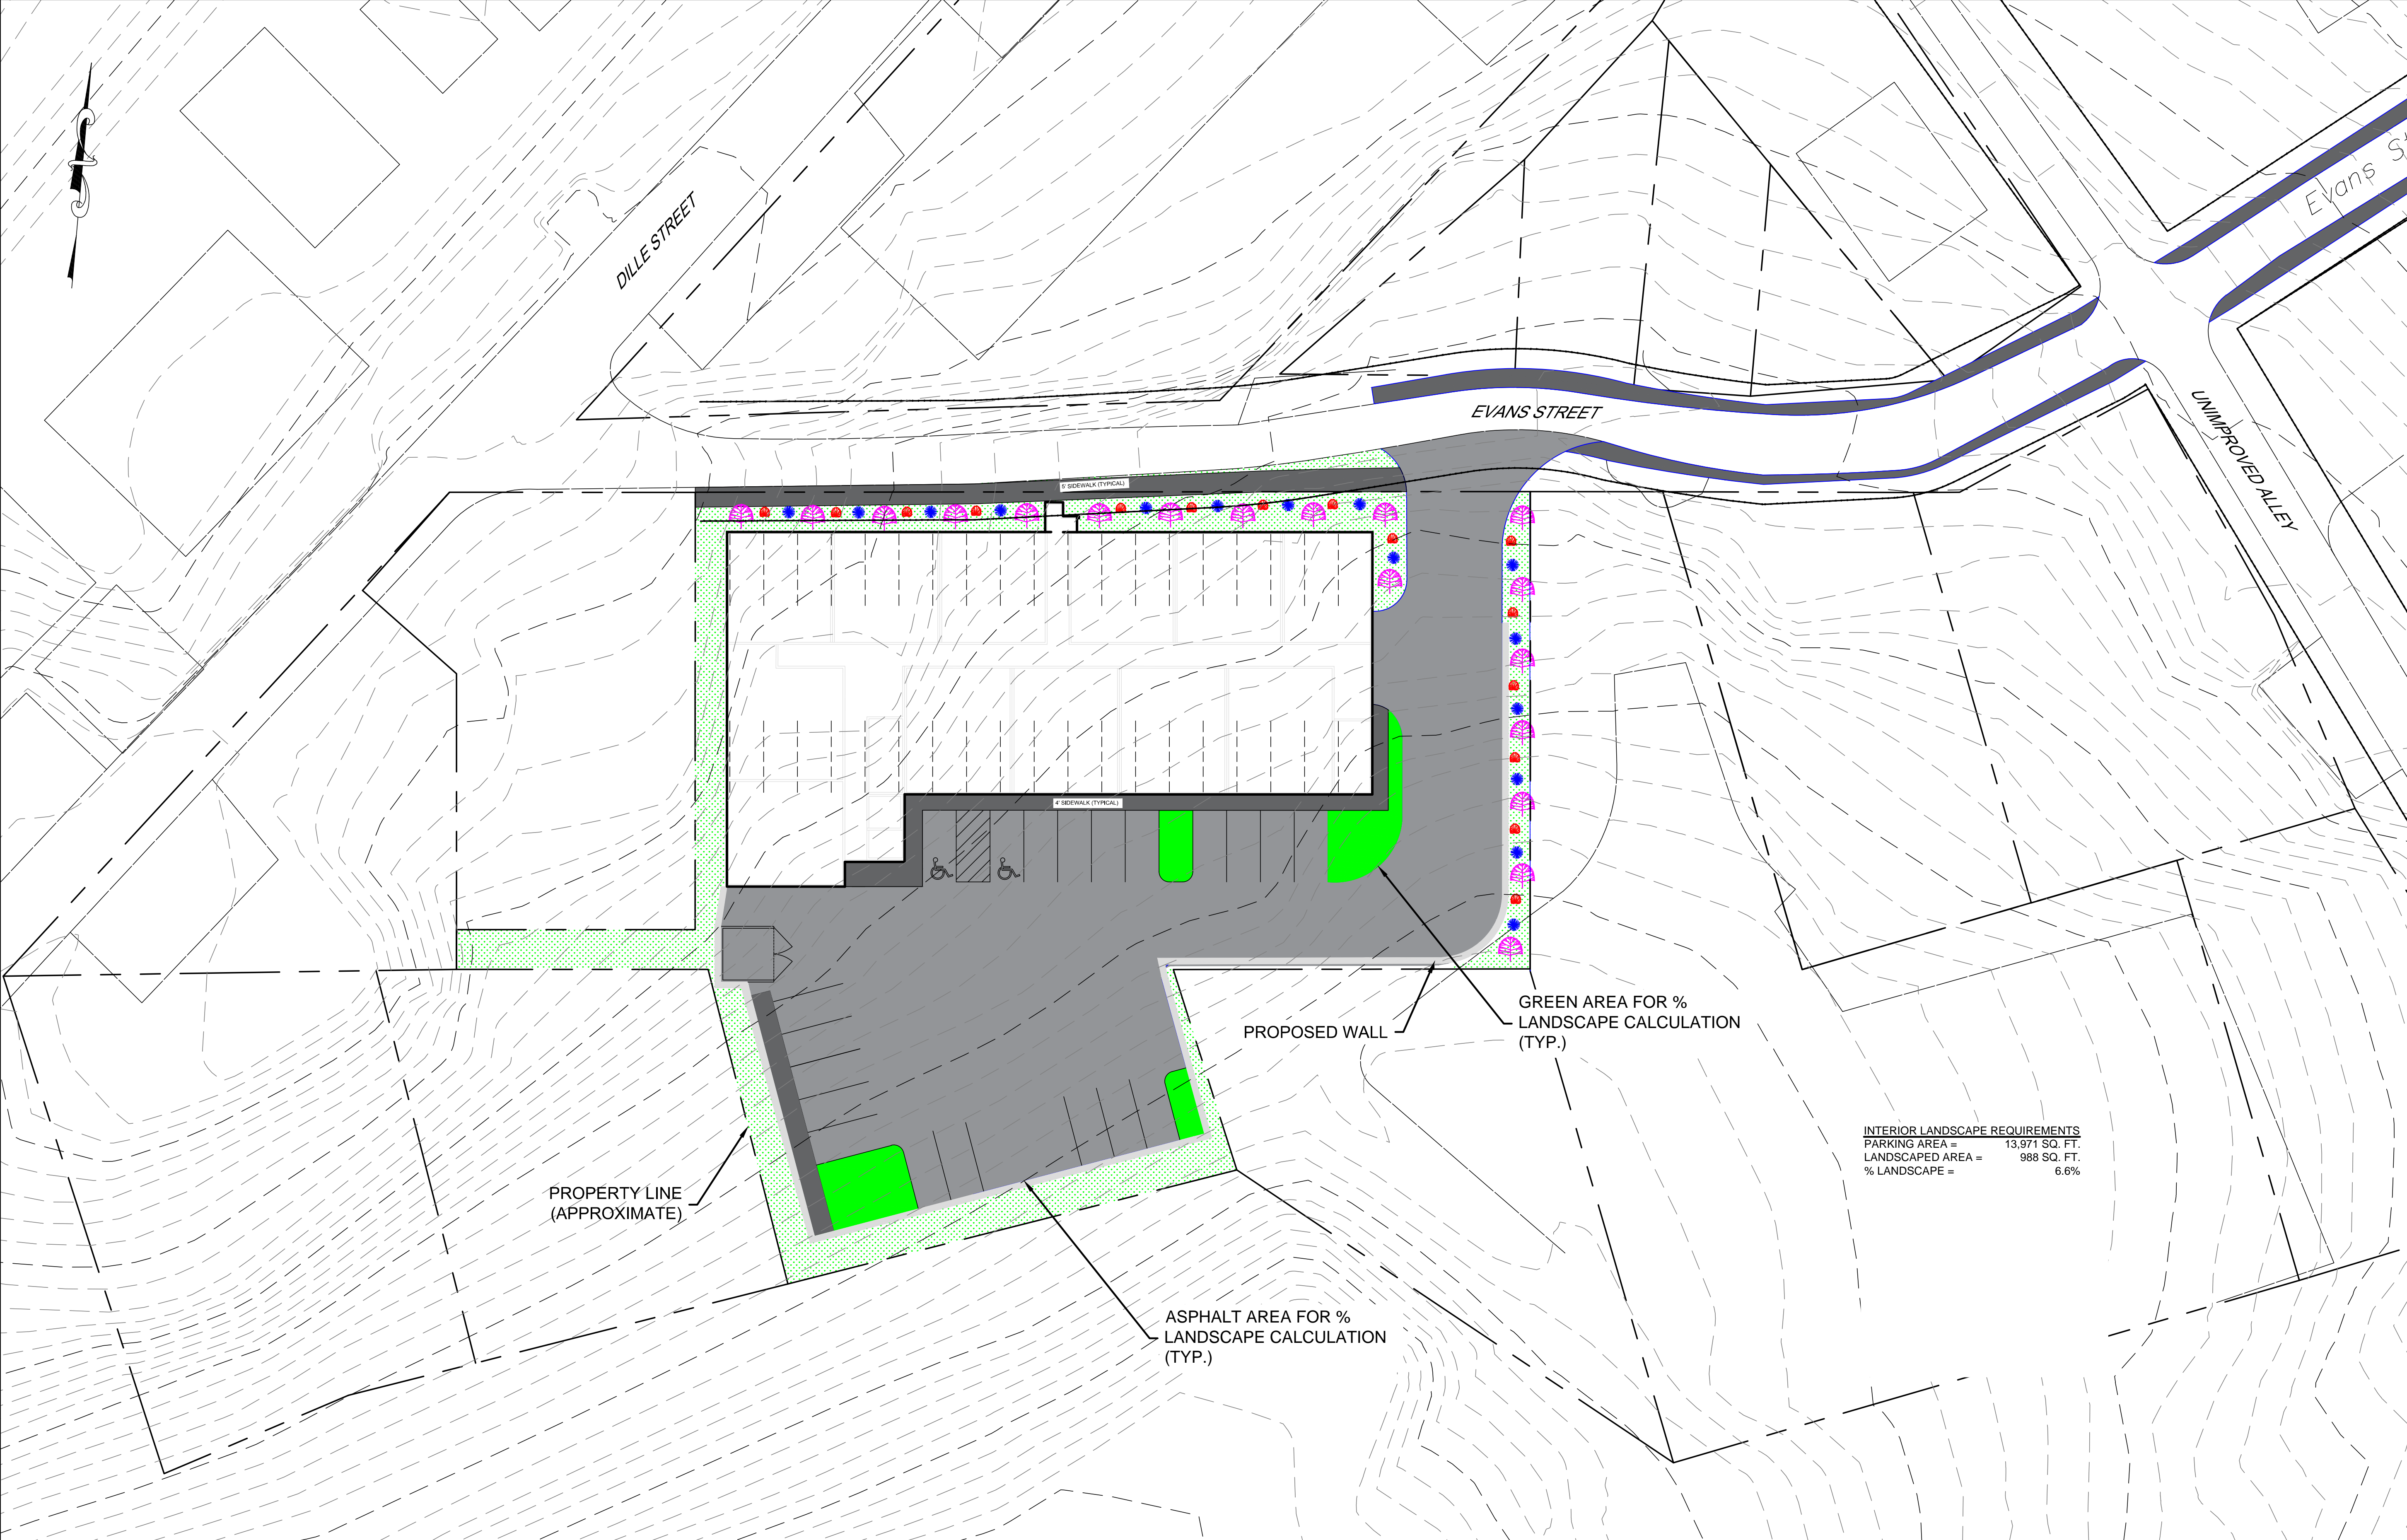 Evans S
DILLE STREET
EVANS STREET
UNIMPROVED ALLEY
5' SIDEWALK (TYPICAL)
4' SIDEWALK (TYPICAL)
GREEN AREA FOR %
LANDSCAPE CALCULATION
(TYP.)
PROPOSED WALL
INTERIOR LANDSCAPE REQUIREMENTS
PARKING AREA = 13,971 SQ. FT.
LANDSCAPED AREA = 988 SQ. FT.
% LANDSCAPE = 6.6%
PROPERTY LINE
(APPROXIMATE)
ASPHALT AREA FOR %
LANDSCAPE CALCULATION
(TYP.)